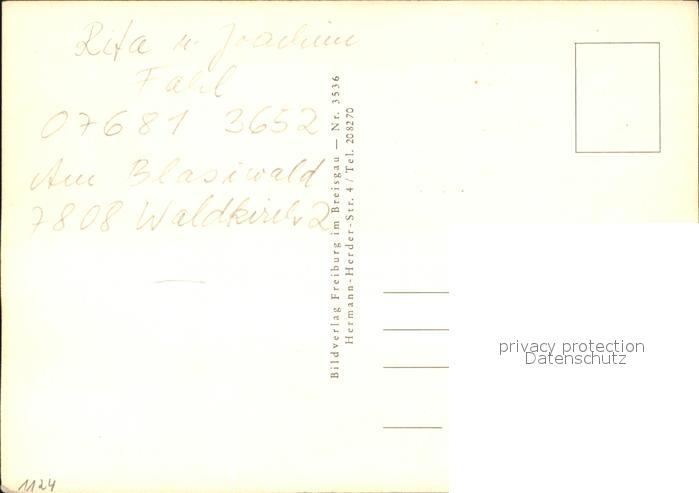 Rita u. Joachim
Fahl
07681 3652
Am Blasiwald
7808 Waldkirch 2
Bildverlag Freiburg im Breisgau — Nr. 3536
Hermann-Herder-Str. 4 / Tel. 208270
privacy protection
Datenschutz
1124